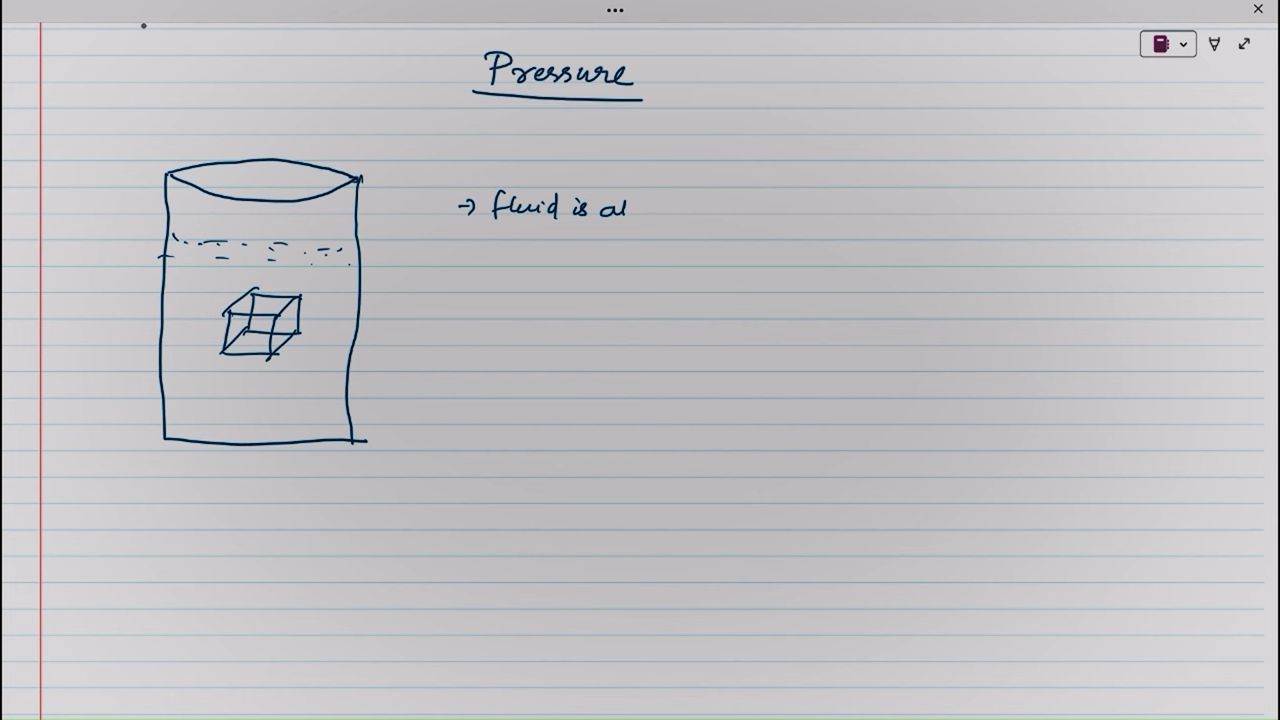 Pressure
→ fluid is at